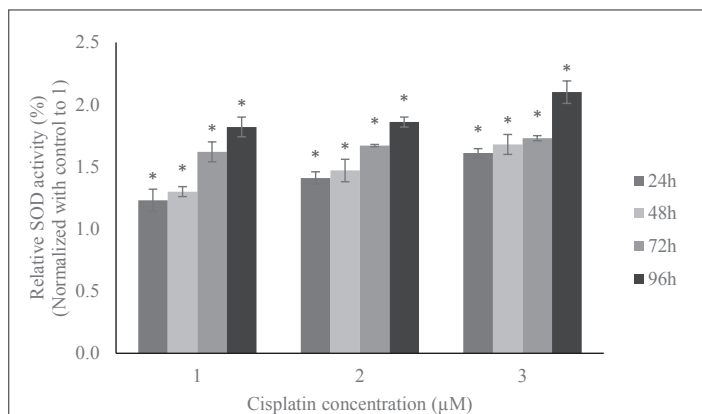 Relative SOD activity (%)
(Normalized with control to 1)
2.5
2.0
1.5
1.0
0.5
0.0
* * * *
* * * *
* * * *
1 2 3
Cisplatin concentration (µM)
24h
48h
72h
96h